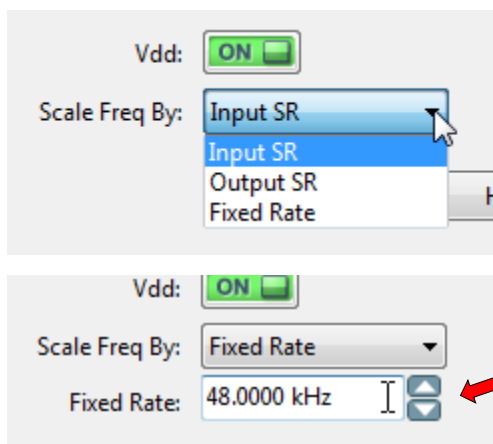 Vdd: ON
Scale Freq By: Input SR
Input SR
Output SR
Fixed Rate
H
Vdd: ON
Scale Freq By: Fixed Rate
Fixed Rate: 48.0000 kHz